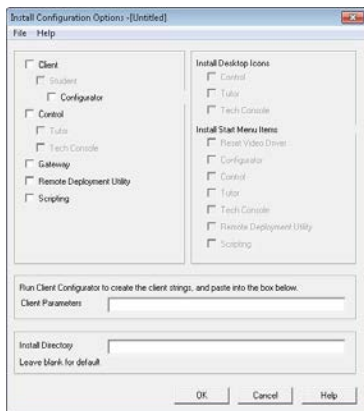 Install Configuration Options -[Untitled]
File Help
Client
Student
Configurator
Control
Tutor
Tech Console
Gateway
Remote Deployment Utility
Scripting
Install Desktop Icons
Control
Tutor
Tech Console
Install Start Menu Items
Reset Video Driver
Configurator
Control
Tutor
Tech Console
Remote Deployment Utility
Scripting
Run Client Configurator to create the client strings, and paste into the box below.
Client Parameters
Install Directory
Leave blank for default
OK Cancel Help